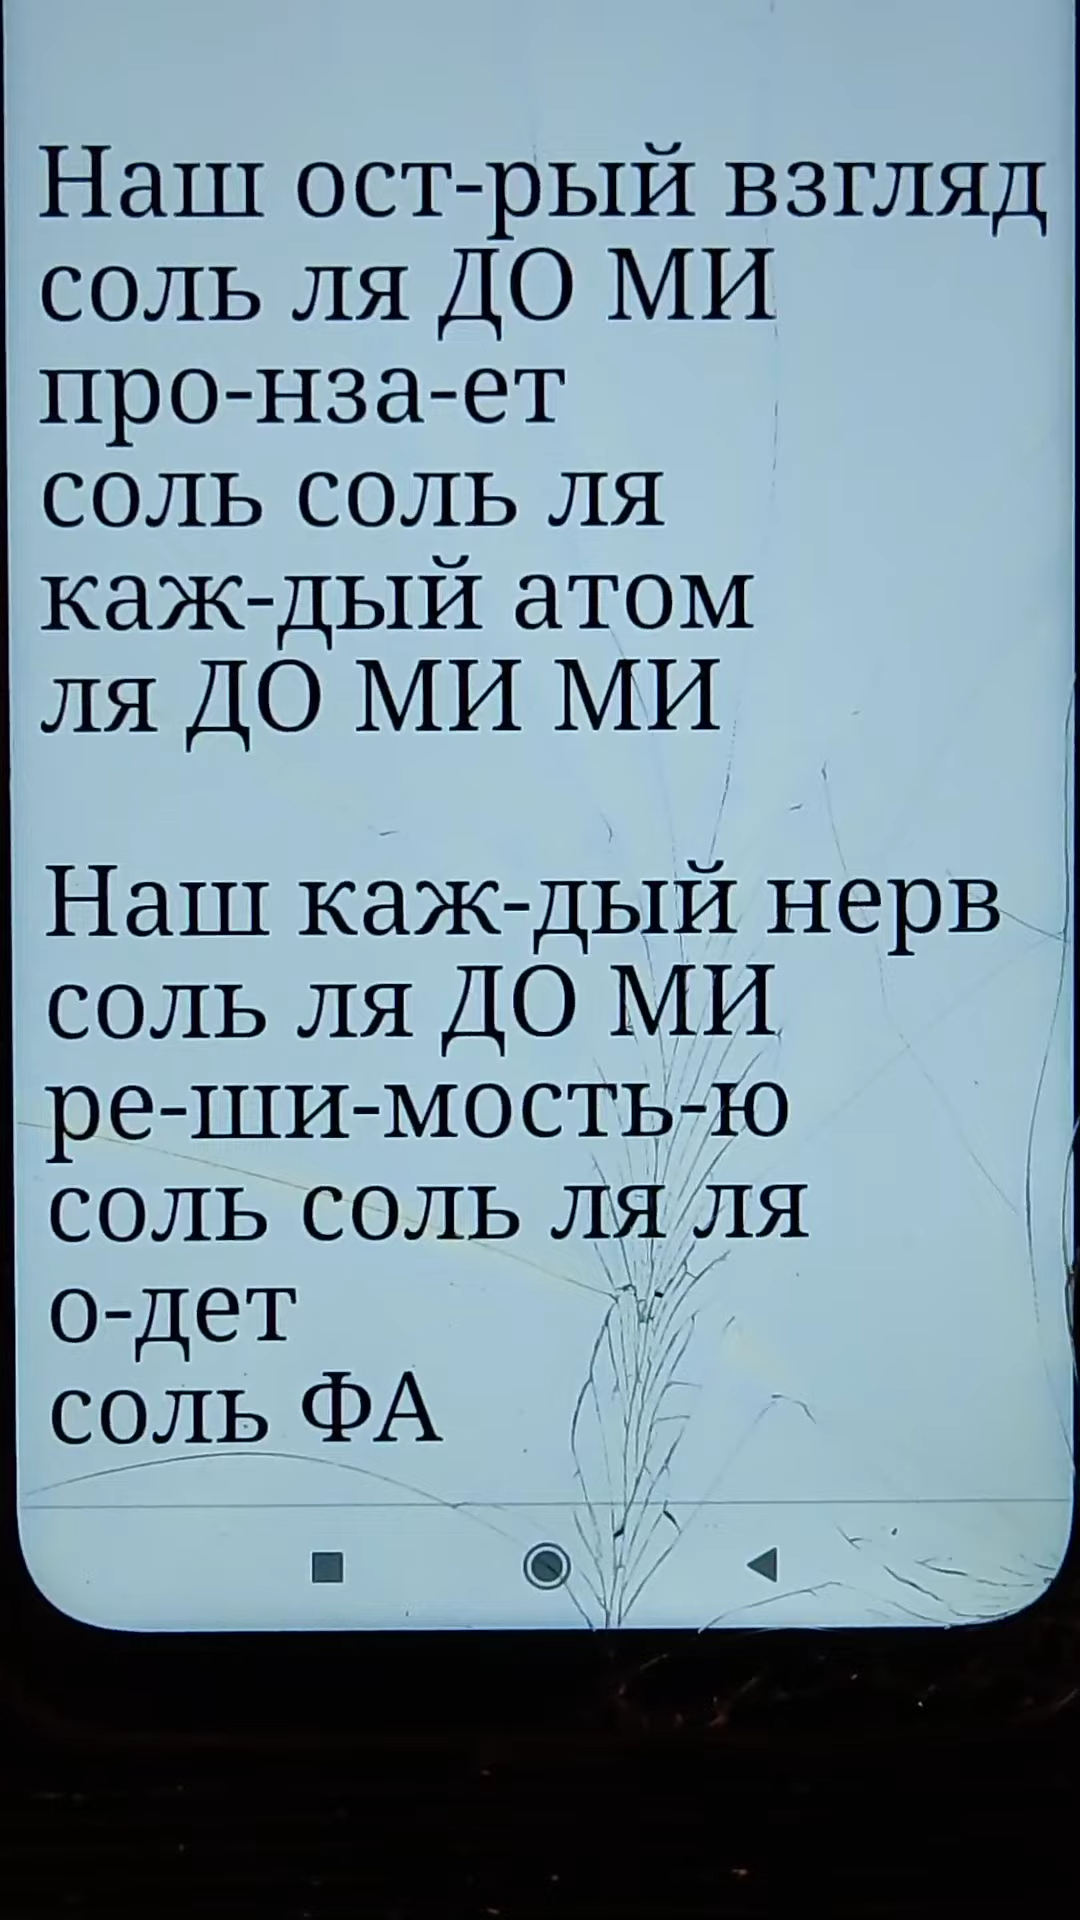 Наш ост-рый взгляд
соль ля ДО МИ
про-нза-ет
соль соль ля
каж-дый атом
ля ДО МИ МИ
Наш каж-дый нерв
соль ля ДО МИ
ре-ши-мость-ю
соль соль ля ля
о-дет
соль ФА